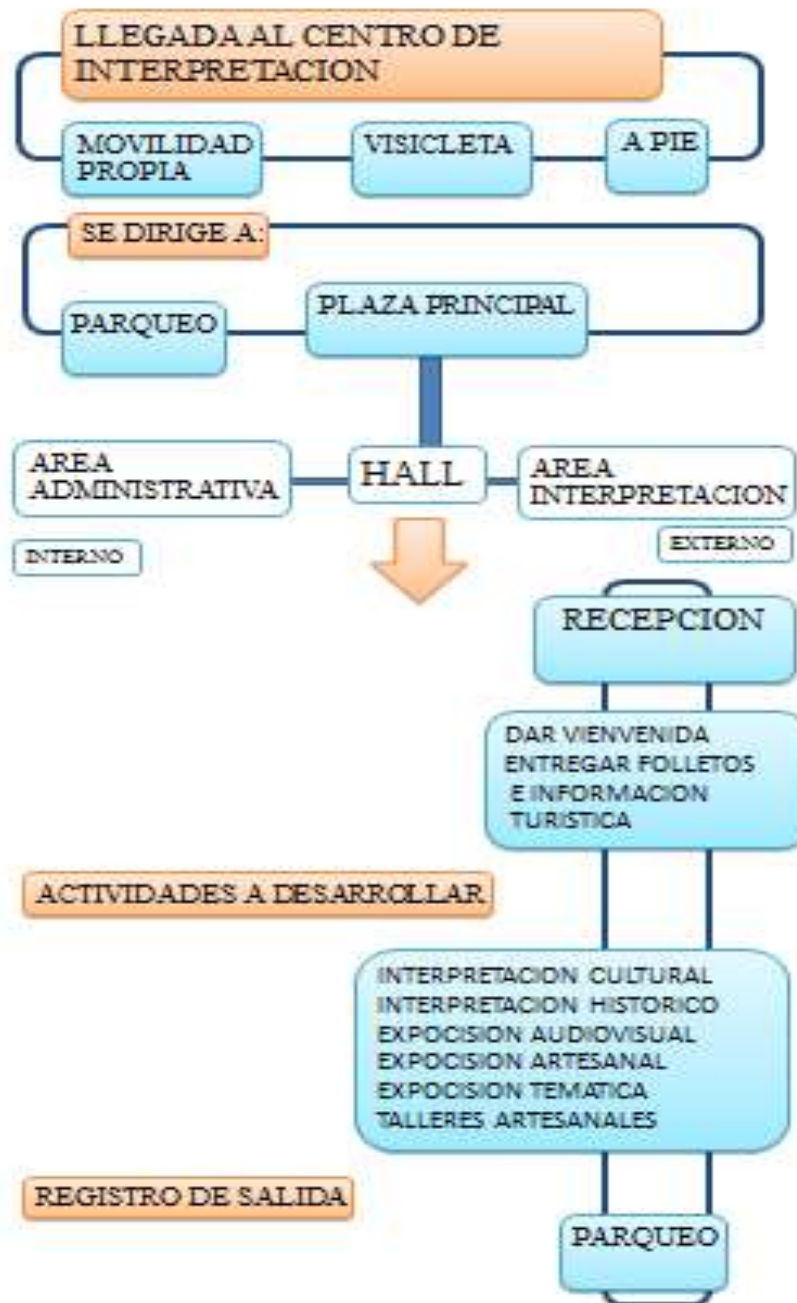 LLEGADA AL CENTRO DE
INTERPRETACION
MOVILIDAD
PROPIA
VISICLETA
A PIE
SE DIRIGE A:
PARQUEO
PLAZA PRINCIPAL
AREA
ADMINISTRATIVA
HALL
AREA
INTERPRETACION
INTERNO
EXTERNO
RECEPCION
DAR VIENVENIDA
ENTREGAR FOLLETOS
E INFORMACION
TURISTICA
ACTIVIDADES A DESARROLLAR
INTERPRETACION CULTURAL
INTERPRETACION HISTORICO
EXPOCISION AUDIOVISUAL
EXPOCISION ARTESANAL
EXPOCISION TEMATICA
TALLERES ARTESANALES
REGISTRO DE SALIDA
PARQUEO